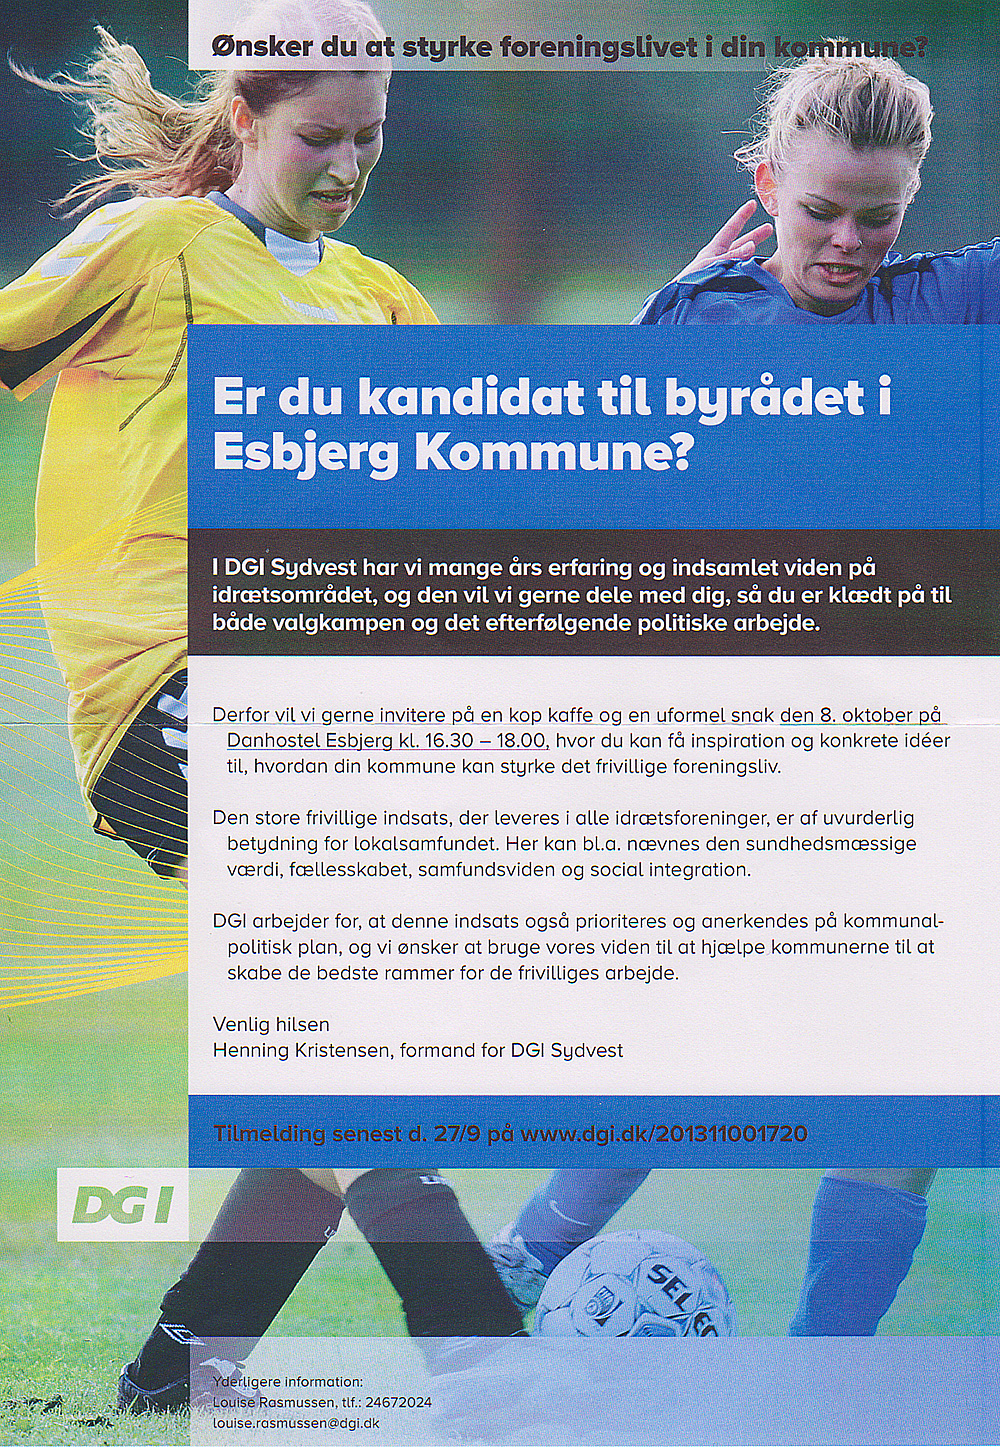 Ønsker du at styrke foreningslivet i din kommune?
Er du kandidat til byrådet i
Esbjerg Kommune?
I DGI Sydvest har vi mange års erfaring og indsamlet viden på
idrætsområdet, og den vil vi gerne dele med dig, så du er klædt på til
både valgkampen og det efterfølgende politiske arbejde.
Derfor vil vi gerne invitere på en kop kaffe og en uformel snak den 8. oktober på
Danhostel Esbjerg kl. 16.30 – 18.00, hvor du kan få inspiration og konkrete idéer
til, hvordan din kommune kan styrke det frivillige foreningsliv.
Den store frivillige indsats, der leveres i alle idrætsforeninger, er af uvurderlig
betydning for lokalsamfundet. Her kan bl.a. nævnes den sundhedsmæssige
værdi, fællesskabet, samfundsviden og social integration.
DGI arbejder for, at denne indsats også prioriteres og anerkendes på kommunal-
politisk plan, og vi ønsker at bruge vores viden til at hjælpe kommunerne til at
skabe de bedste rammer for de frivilliges arbejde.
Venlig hilsen
Henning Kristensen, formand for DGI Sydvest
Tilmelding senest d. 27/9 på www.dgi.dk/201311001720
DGI
SELEC
Yderligere information:
Louise Rasmussen, tlf.: 24672024
louise.rasmussen@dgi.dk